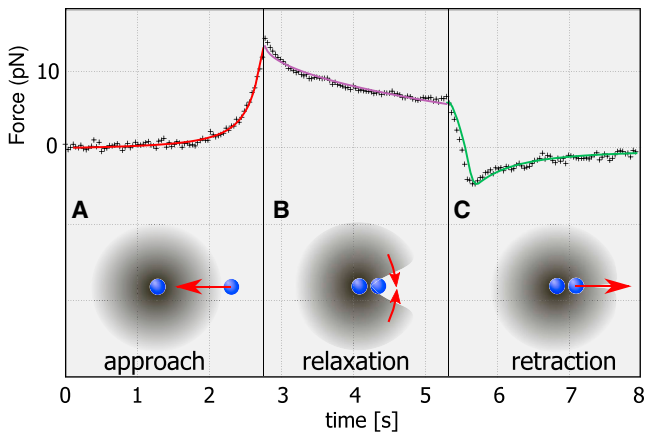 Force (pN)
10
0
A
B
C
approach
relaxation
retraction
0
1
2
3
4
5
6
7
8
time [s]